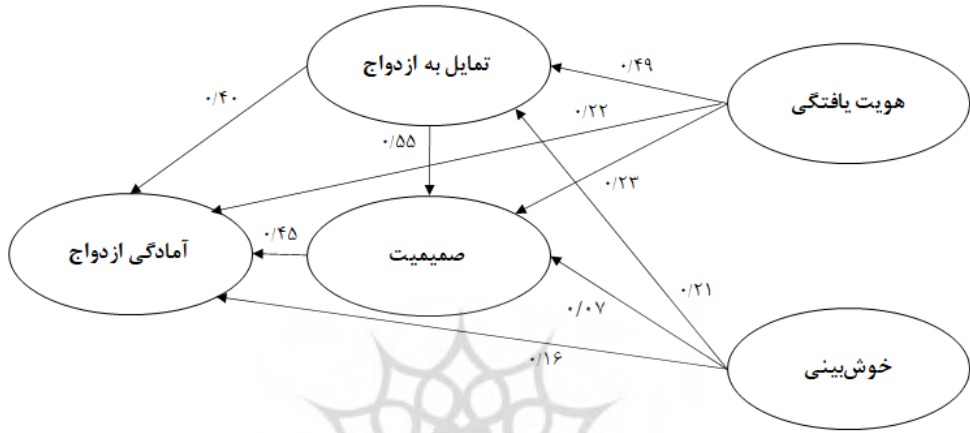 تمایل به ازدواج
هویت یافتگی
۰/۴۹
۰/۴۰
۰/۲۲
۰/۵۵
۰/۲۳
آمادگی ازدواج
۰/۴۵
صمیمیت
۰/۲۱
۰/۰۷
۰/۱۶
خوش‌بینی